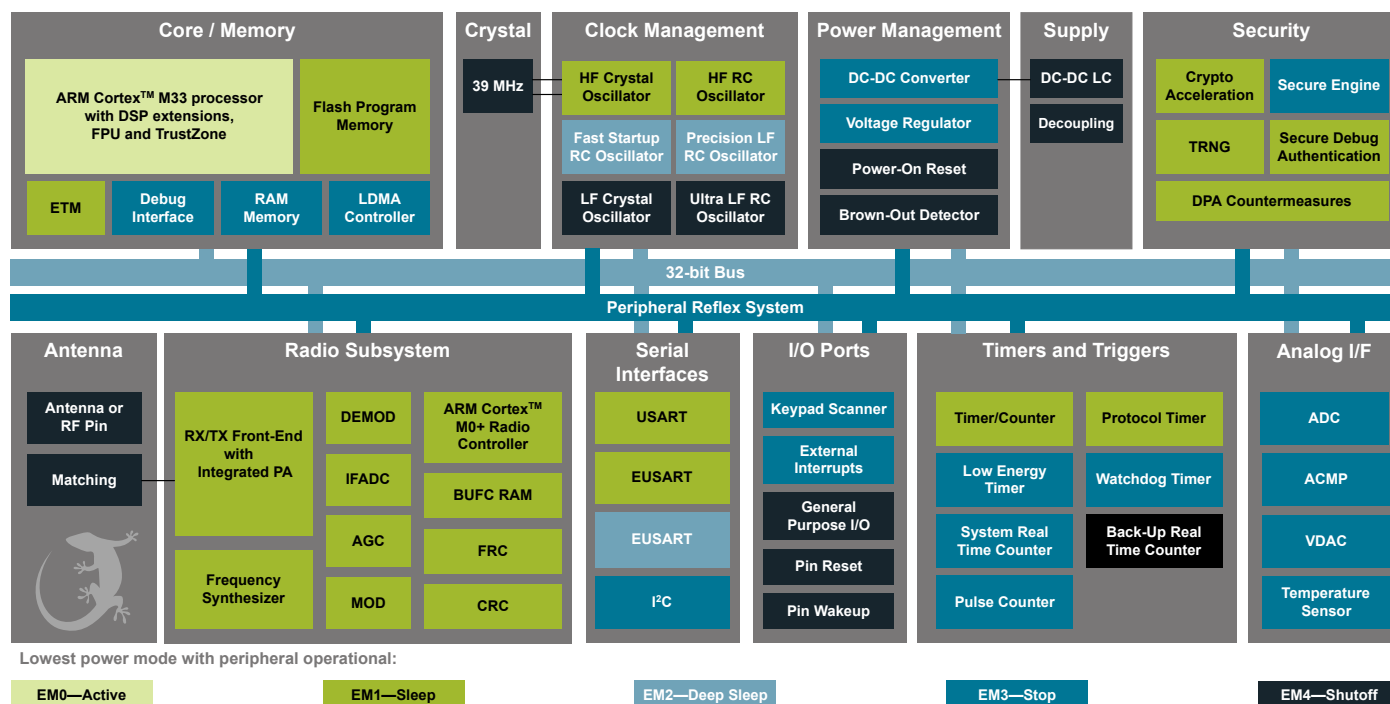 Core / Memory
ARM Cortex™ M33 processor
with DSP extensions,
FPU and TrustZone
Flash Program
Memory
ETM
Debug
Interface
RAM
Memory
LDMA
Controller
Crystal
39 MHz
Clock Management
HF Crystal
Oscillator
HF RC
Oscillator
Fast Startup
RC Oscillator
Precision LF
RC Oscillator
LF Crystal
Oscillator
Ultra LF RC
Oscillator
Power Management
DC-DC Converter
Voltage Regulator
Power-On Reset
Brown-Out Detector
Supply
DC-DC LC
Decoupling
Security
Crypto
Acceleration
Secure Engine
TRNG
Secure Debug
Authentication
DPA Countermeasures
32-bit Bus
Peripheral Reflex System
Antenna
Antenna or
RF Pin
Matching
Radio Subsystem
RX/TX Front-End
with
Integrated PA
Frequency
Synthesizer
DEMOD
IFADC
AGC
MOD
ARM Cortex™
M0+ Radio
Controller
BUFC RAM
FRC
CRC
Serial
Interfaces
USART
EUSART
EUSART
I²C
I/O Ports
Keypad Scanner
External
Interrupts
General
Purpose I/O
Pin Reset
Pin Wakeup
Timers and Triggers
Timer/Counter
Protocol Timer
Low Energy
Timer
Watchdog Timer
System Real
Time Counter
Back-Up Real
Time Counter
Pulse Counter
Analog I/F
ADC
ACMP
VDAC
Temperature
Sensor
Lowest power mode with peripheral operational:
EM0—Active
EM1—Sleep
EM2—Deep Sleep
EM3—Stop
EM4—Shutoff